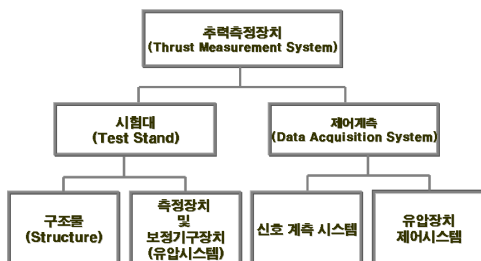 추력측정장치
(Thrust Measurement System)
시험대
(Test Stand)
제어계측
(Data Acquisition System)
구조물
(Structure)
측정장치
및
보정기구장치
(유압시스템)
신호 계측 시스템
유압장치
제어시스템